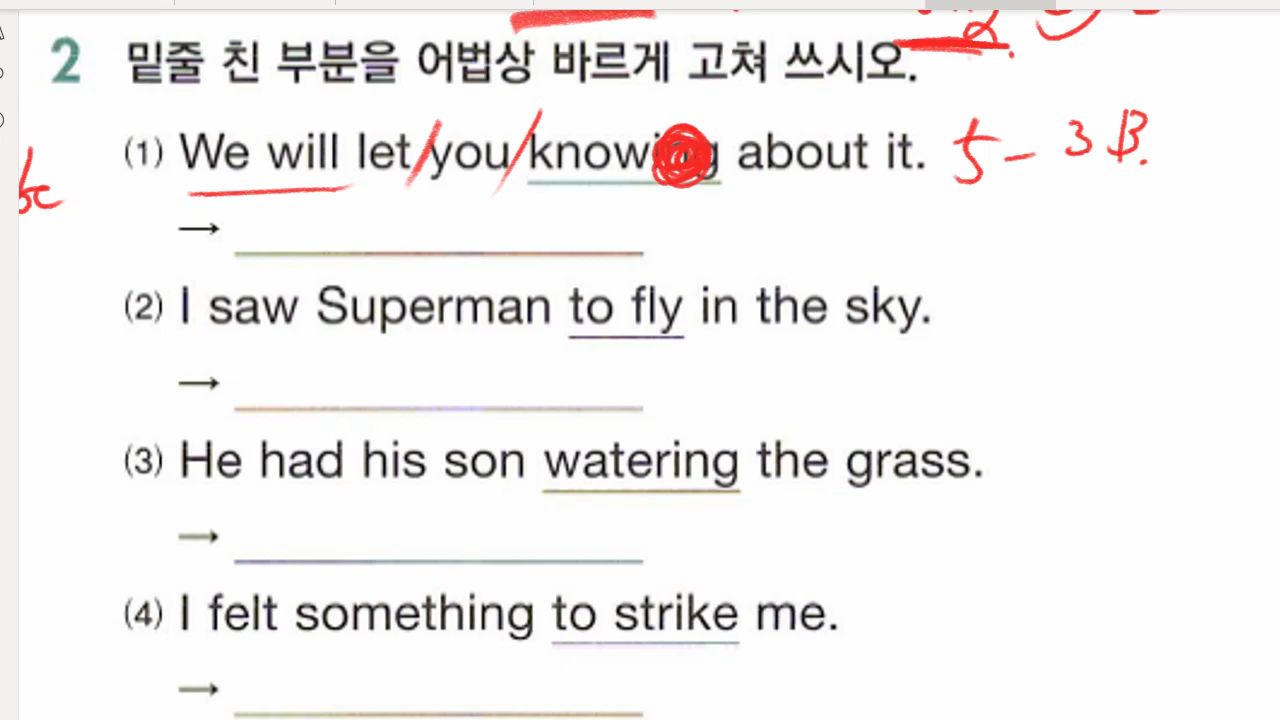 2 밑줄 친 부분을 어법상 바르게 고쳐 쓰시오.
(1) We will let you knowing about it. 5-3B.
→
(2) I saw Superman to fly in the sky.
→
(3) He had his son watering the grass.
→
(4) I felt something to strike me.
→